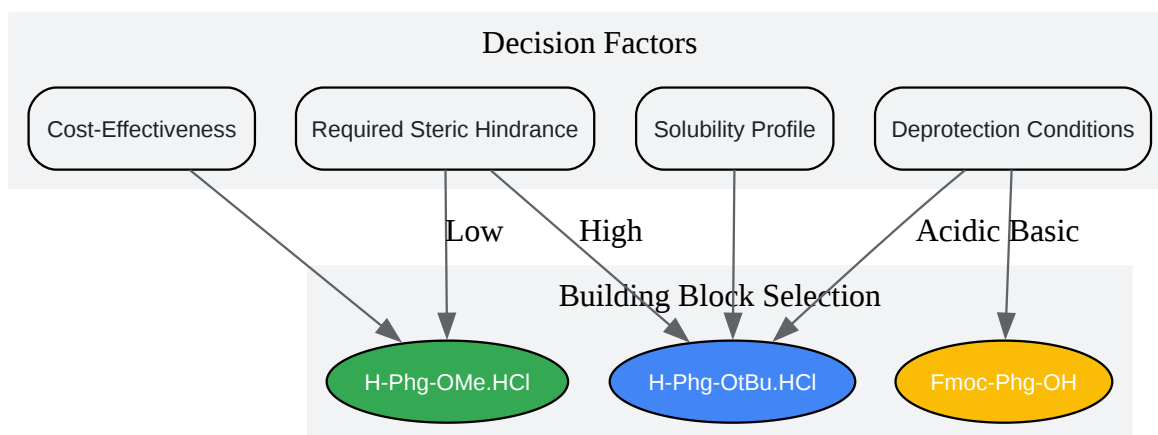 Decision Factors
Cost-Effectiveness
Required Steric Hindrance
Solubility Profile
Deprotection Conditions
Low
High
Acidic
Basic
Building Block Selection
H-Phg-OMe.HCl
H-Phg-OtBu.HCl
Fmoc-Phg-OH